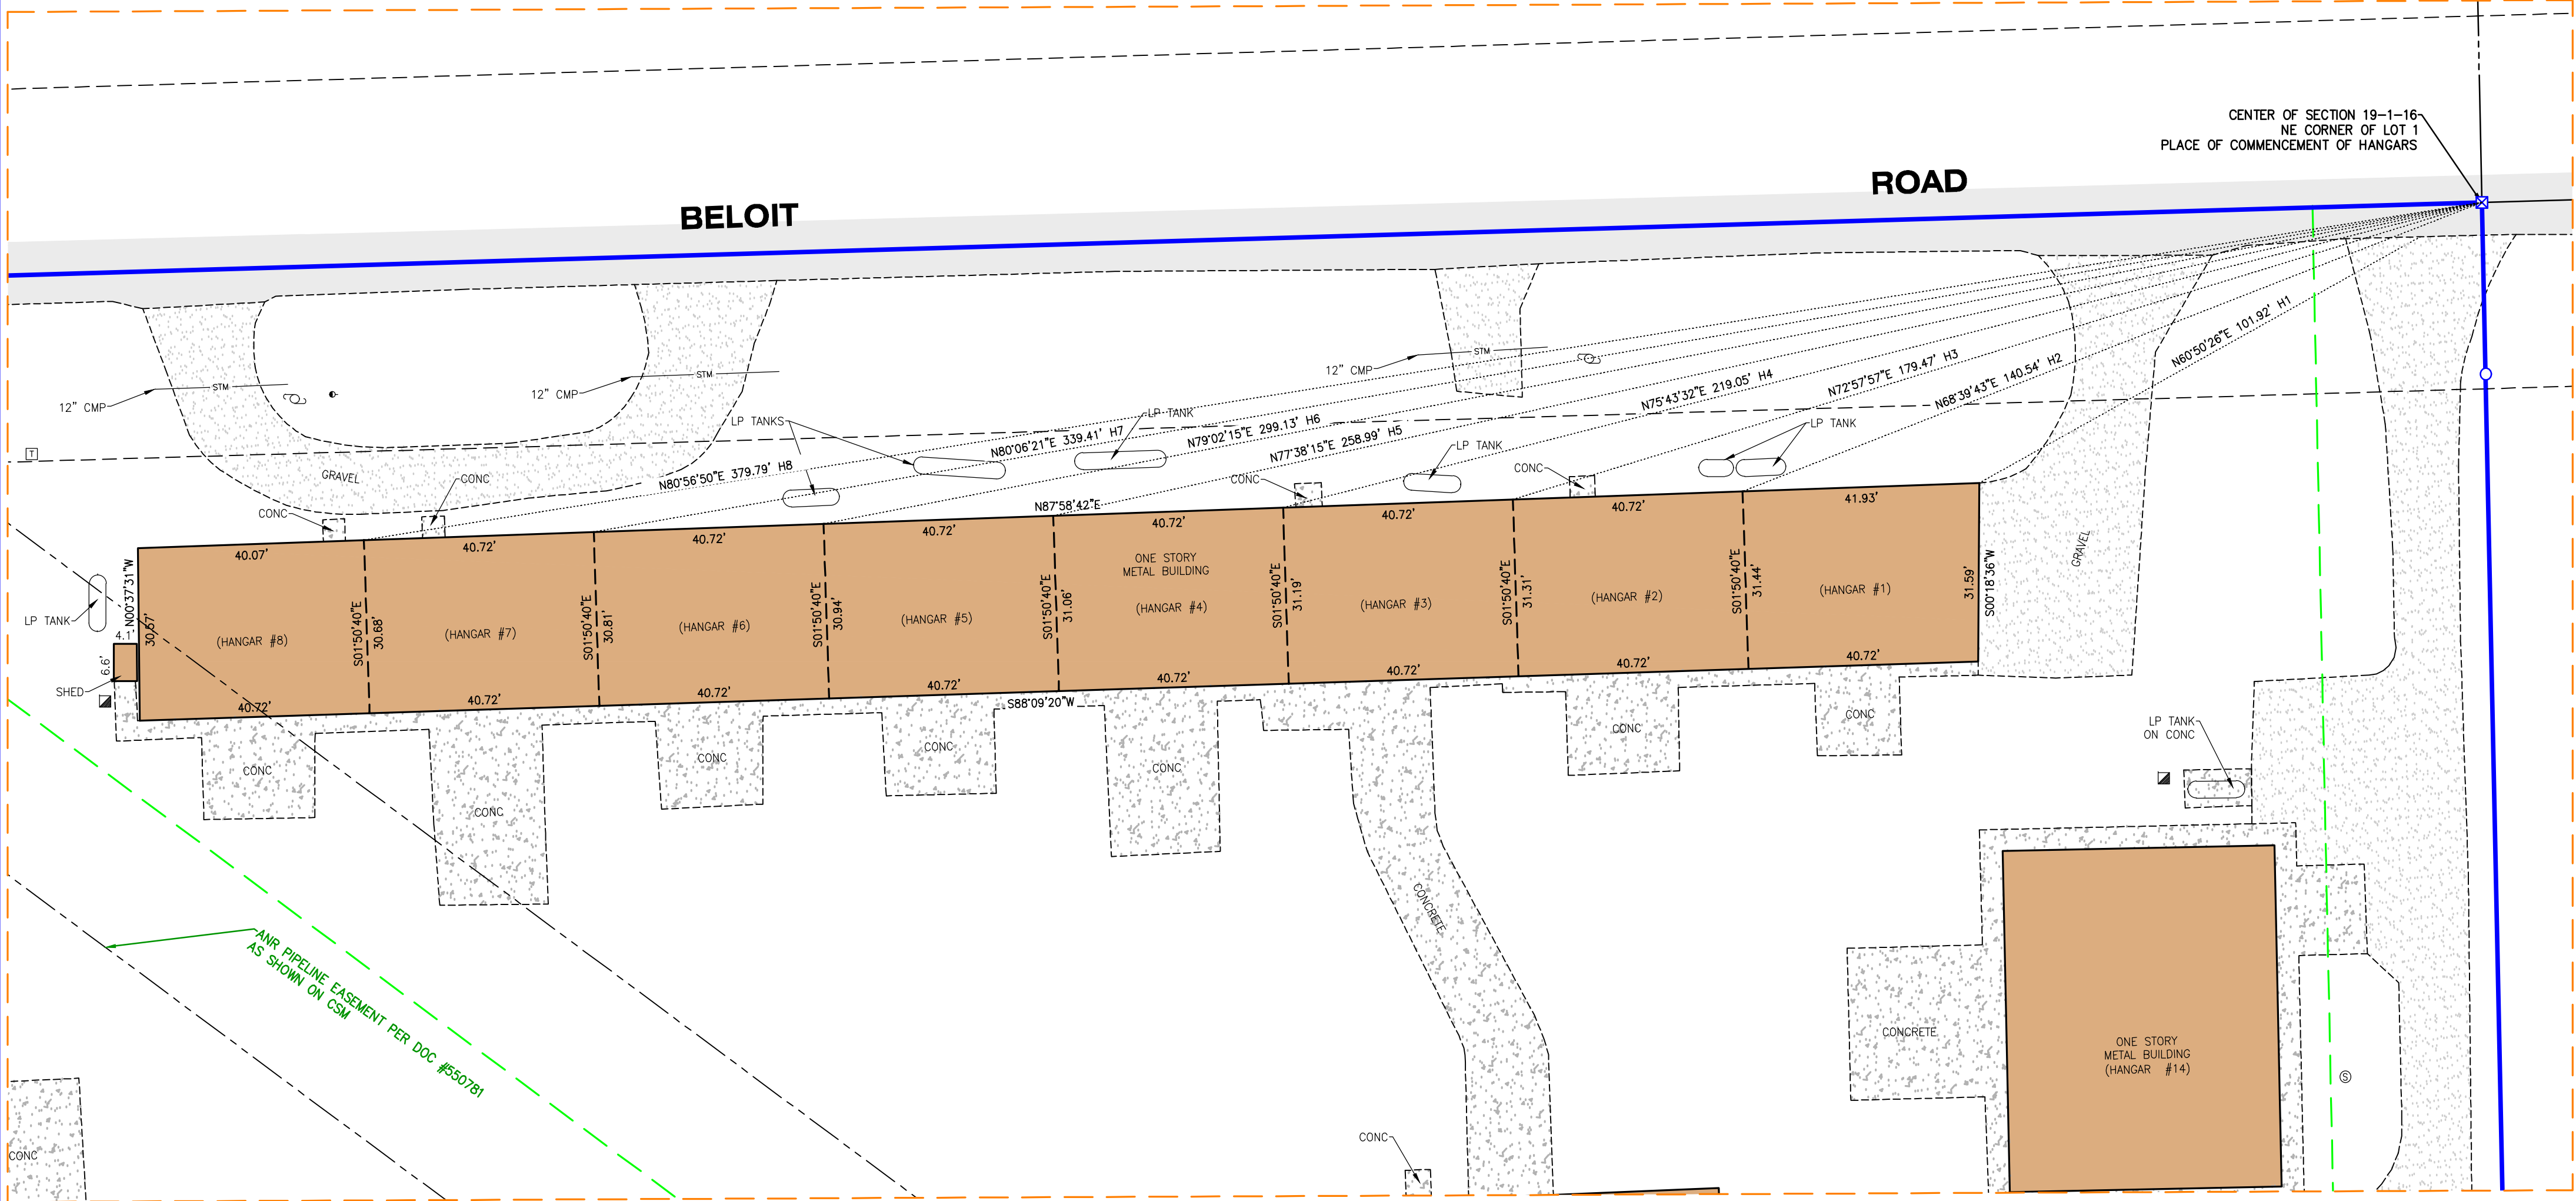 CENTER OF SECTION 19-1-16
NE CORNER OF LOT 1
PLACE OF COMMENCEMENT OF HANGARS
BELOIT ROAD
N60°50'26"E 101.92' H1
N68°39'43"E 140.54' H2
N72°57'57"E 179.47' H3
N75°43'32"E 219.05' H4
N77°38'15"E 258.99' H5
N79°02'15"E 299.13' H6
N80°06'21"E 339.41' H7
N80°56'50"E 379.79' H8
12" CMP
STM
12" CMP
STM
12" CMP
STM
T
GRAVEL
CONC
CONC
LP TANKS
LP TANK
LP TANK
LP TANK
CONC
CONC
N87°58'42"E
40.07'
40.72'
40.72'
40.72'
40.72'
40.72'
40.72'
41.93'
ONE STORY
METAL BUILDING
N00°37'31"W
30.57'
S01°50'40"E
30.68'
S01°50'40"E
30.81'
S01°50'40"E
30.94'
S01°50'40"E
31.06'
S01°50'40"E
31.19'
S01°50'40"E
31.31'
S01°50'40"E
31.44'
31.59'
S00°18'36"W
(HANGAR #8)
(HANGAR #7)
(HANGAR #6)
(HANGAR #5)
(HANGAR #4)
(HANGAR #3)
(HANGAR #2)
(HANGAR #1)
GRAVEL
LP TANK
4.1'
6.6'
SHED
40.72'
40.72'
40.72'
40.72'
40.72'
40.72'
40.72'
40.72'
S88°09'20"W
CONC
CONC
CONC
CONC
CONC
CONC
CONC
CONCRETE
LP TANK
ON CONC
CONCRETE
ONE STORY
METAL BUILDING
(HANGAR #14)
S
ANR PIPELINE EASEMENT PER DOC #550781
AS SHOWN ON CSM
CONC
CONC